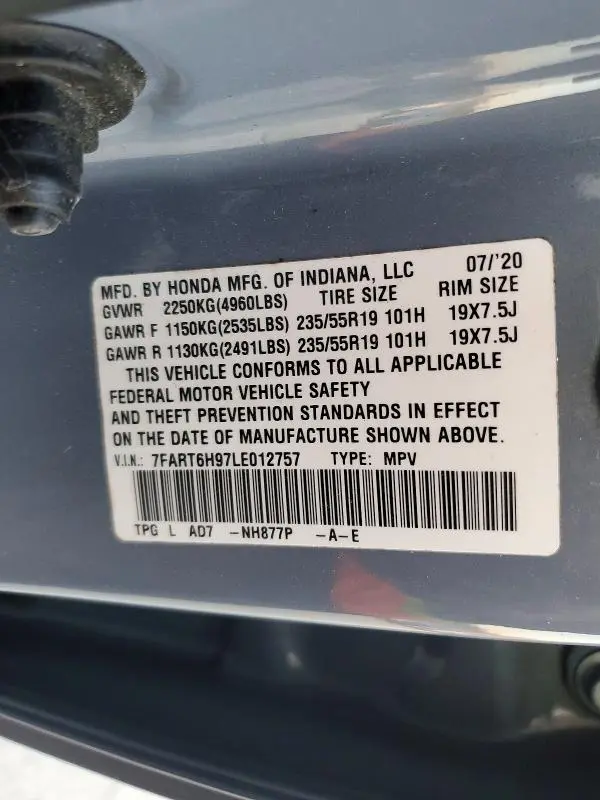 MFD. BY HONDA MFG. OF INDIANA, LLC 07/'20
GVWR 2250KG(4960LBS) TIRE SIZE RIM SIZE
GAWR F 1150KG(2535LBS) 235/55R19 101H 19X7.5J
GAWR R 1130KG(2491LBS) 235/55R19 101H 19X7.5J
THIS VEHICLE CONFORMS TO ALL APPLICABLE
FEDERAL MOTOR VEHICLE SAFETY
AND THEFT PREVENTION STANDARDS IN EFFECT
ON THE DATE OF MANUFACTURE SHOWN ABOVE.
V.I.N.: 7FART6H97LE012757 TYPE: MPV
TPG L AD7 -NH877P -A-E